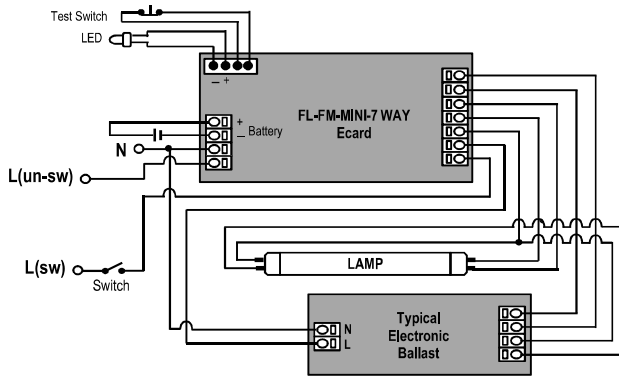 Test Switch
LED
– +
FL-FM-MINI-7 WAY
Ecard
+
– Battery
N
L(un-sw)
L(sw)
Switch
LAMP
N
L
Typical
Electronic
Ballast